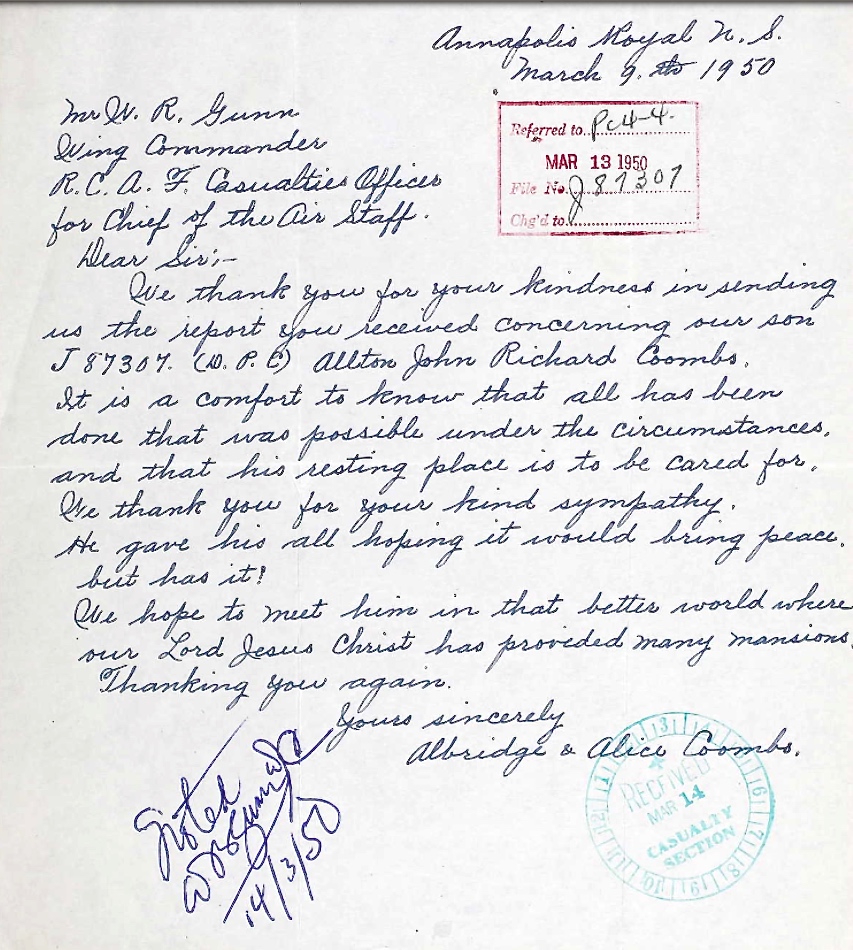 Annapolis Royal N. S.
March 9. th 1950
Mr W. R. Gunn
Wing Commander
R. C. A. F. Casualties Officer
for Chief of the Air Staff.
Dear Sir;—
Referred to Pc4-4.
MAR 13 1950
File No. J 87307
Chg'd to
We thank you for your kindness in sending
us the report you received concerning our son
J 87307. (D. P. C) Allton John Richard Coombs.
It is a comfort to know that all has been
done that was possible under the circumstances.
and that his resting place is to be cared for.
We thank you for your kind sympathy.
He gave his all hoping it would bring peace.
but has it!
We hope to meet him in that better world where
our Lord Jesus Christ has provided many mansions.
Thanking you again.
Yours sincerely
Albridge & Alice Coombs.
Noted
14/3/50
RECEIVED
MAR 14
CASUALTY
SECTION